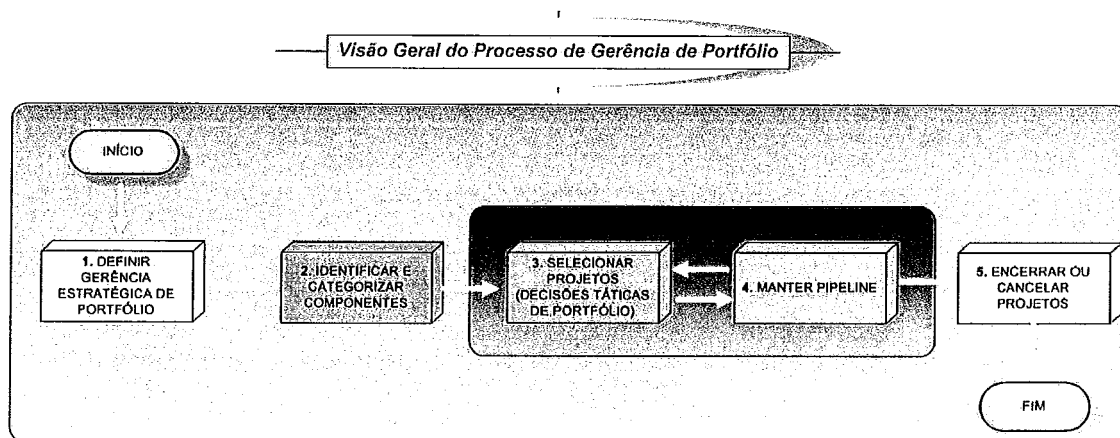 Visão Geral do Processo de Gerência de Portfólio
INÍCIO
1. DEFINIR
GERÊNCIA
ESTRATÉGICA DE
PORTFÓLIO
2. IDENTIFICAR E
CATEGORIZAR
COMPONENTES
3. SELECIONAR
PROJETOS
(DECISÕES TÁTICAS
DE PORTFÓLIO)
4. MANTER PIPELINE
5. ENCERRAR OU
CANCELAR
PROJETOS
FIM